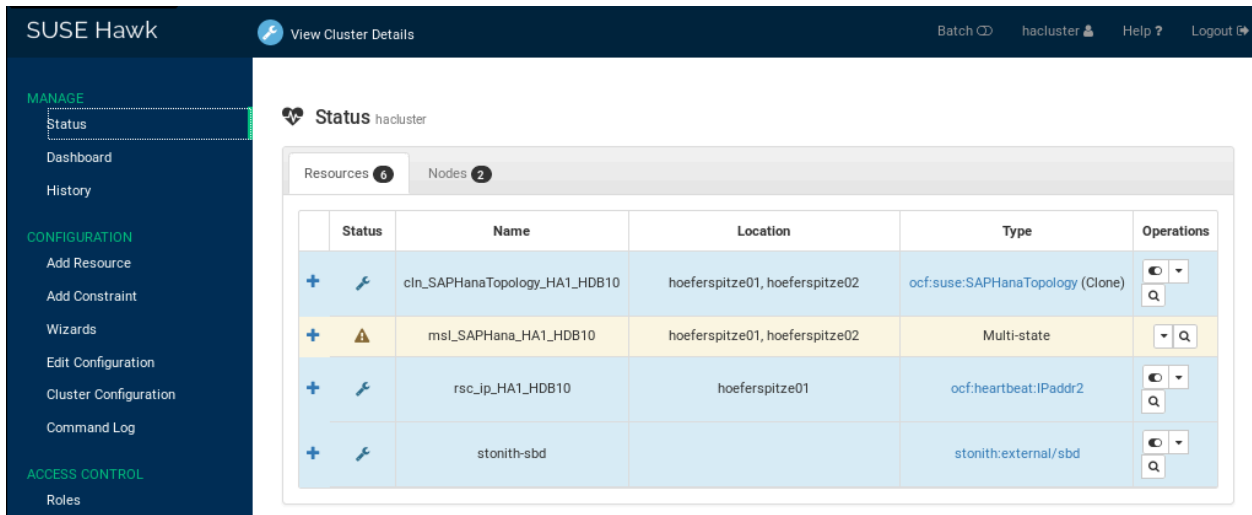 SUSE Hawk
View Cluster Details
Batch
hacluster
Help ?
Logout
MANAGE
Status
Dashboard
History
CONFIGURATION
Add Resource
Add Constraint
Wizards
Edit Configuration
Cluster Configuration
Command Log
ACCESS CONTROL
Roles
Status hacluster
Resources 6 Nodes 2
Status Name Location Type Operations
cln_SAPHanaTopology_HA1_HDB10 hoeferspitze01, hoeferspitze02 ocf:suse:SAPHanaTopology (Clone)
msl_SAPHana_HA1_HDB10 hoeferspitze01, hoeferspitze02 Multi-state
rsc_ip_HA1_HDB10 hoeferspitze01 ocf:heartbeat:IPaddr2
stonith-sbd stonith:external/sbd